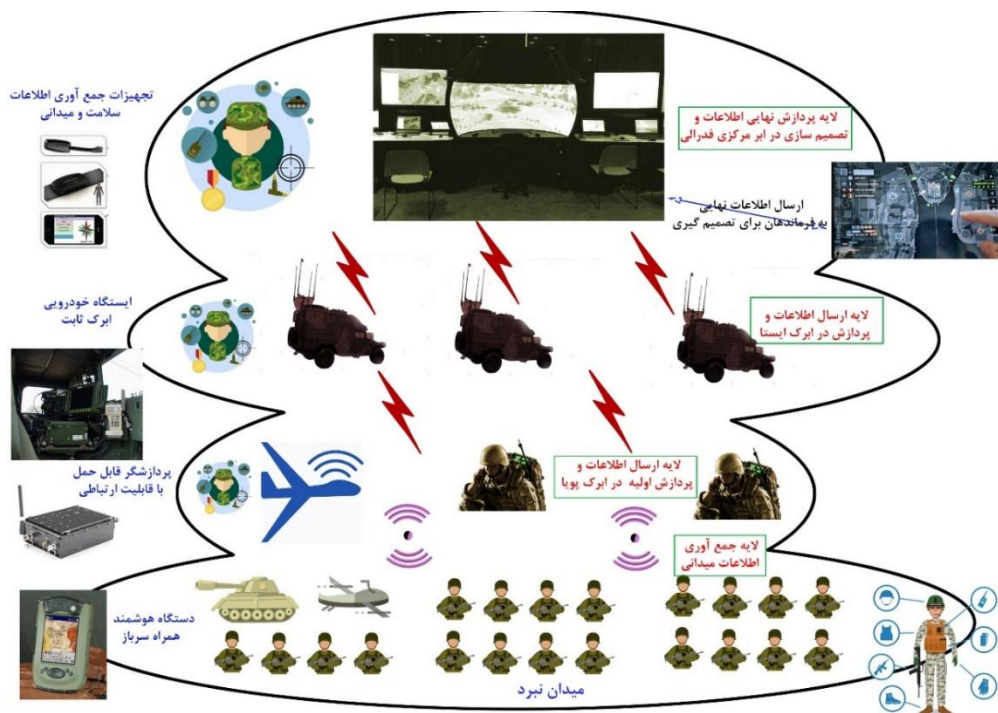 تجهیزات جمع آوری اطلاعات
سلامت و میدانی
لایه پردازش نهایی اطلاعات و
تصمیم سازی در ابر مرکزی فدرالی
ارسال اطلاعات نهایی
به فرماندهان برای تصمیم گیری
ایستگاه خودرویی
ابرک ثابت
لایه ارسال اطلاعات و
پردازش در ابرک ایستا
پردازشگر قابل حمل
با قابلیت ارتباطی
لایه ارسال اطلاعات و
پردازش اولیه در ابرک پویا
لایه جمع آوری
اطلاعات میدانی
دستگاه هوشمند
همراه سرباز
میدان نبرد